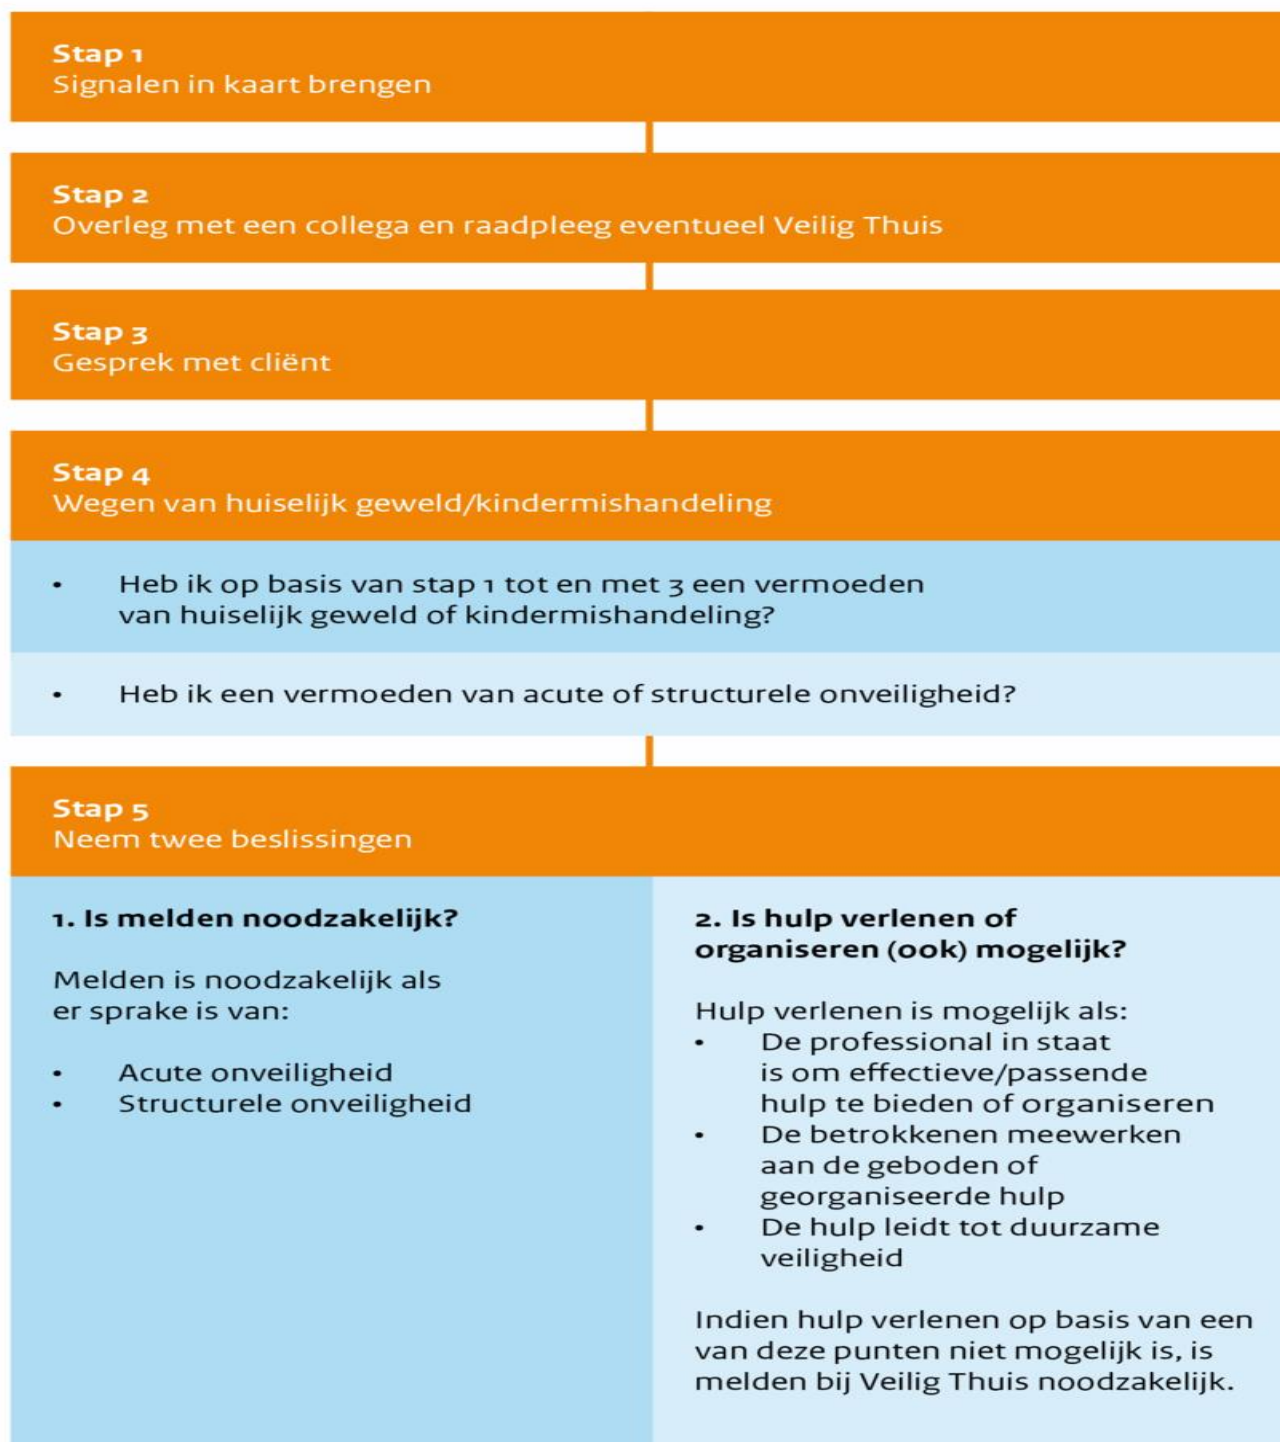 Stap 1
Signalen in kaart brengen
Stap 2
Overleg met een collega en raadpleeg eventueel Veilig Thuis
Stap 3
Gesprek met cliënt
Stap 4
Wegen van huiselijk geweld/kindermishandeling
• Heb ik op basis van stap 1 tot en met 3 een vermoeden
van huiselijk geweld of kindermishandeling?
• Heb ik een vermoeden van acute of structurele onveiligheid?
Stap 5
Neem twee beslissingen
1. Is melden noodzakelijk?
Melden is noodzakelijk als
er sprake is van:
• Acute onveiligheid
• Structurele onveiligheid
2. Is hulp verlenen of
organiseren (ook) mogelijk?
Hulp verlenen is mogelijk als:
• De professional in staat
is om effectieve/passende
hulp te bieden of organiseren
• De betrokkenen meewerken
aan de geboden of
georganiseerde hulp
• De hulp leidt tot duurzame
veiligheid
Indien hulp verlenen op basis van een
van deze punten niet mogelijk is, is
melden bij Veilig Thuis noodzakelijk.